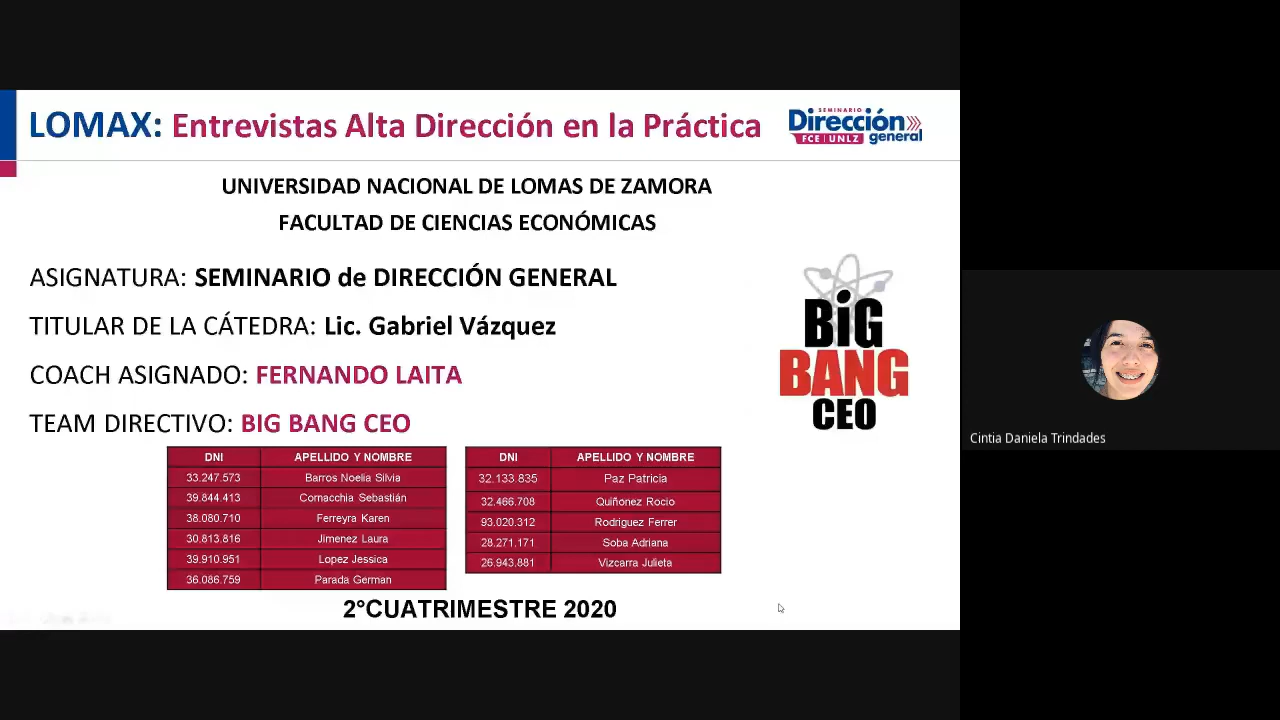 LOMAX: Entrevistas Alta Dirección en la Práctica
SEMINARIO
Dirección
FCE | UNLZ
general
UNIVERSIDAD NACIONAL DE LOMAS DE ZAMORA
FACULTAD DE CIENCIAS ECONÓMICAS
ASIGNATURA: SEMINARIO de DIRECCIÓN GENERAL
TITULAR DE LA CÁTEDRA: Lic. Gabriel Vázquez
COACH ASIGNADO: FERNANDO LAITA
TEAM DIRECTIVO: BIG BANG CEO
BiG
BANG
CEO
DNI APELLIDO Y NOMBRE
33.247.573 Barros Noelia Silvia
39.844.413 Cornacchia Sebastián
38.080.710 Ferreyra Karen
30.813.816 Jimenez Laura
39.910.951 Lopez Jessica
36.086.759 Parada German
DNI APELLIDO Y NOMBRE
32.133.835 Paz Patricia
32.466.708 Quiñonez Rocio
93.020.312 Rodriguez Ferrer
28.271.171 Soba Adriana
26.943.881 Vizcarra Julieta
2°CUATRIMESTRE 2020
Cintia Daniela Trindades